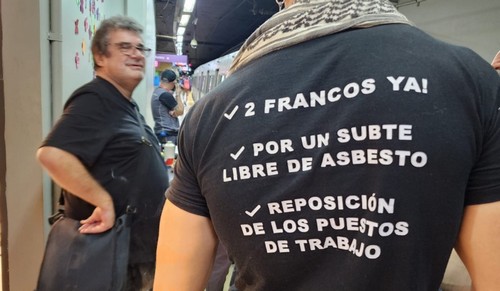 ✓ 2 FRANCOS YA!
✓ POR UN SUBTE
LIBRE DE ASBESTO
✓ REPOSICIÓN
DE LOS PUESTOS
DE TRABAJO